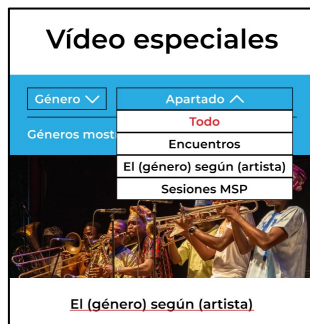 Vídeo especiales
Género
Apartado
Géneros most
Todo
Encuentros
El (género) según (artista)
Sesiones MSP
El (género) según (artista)